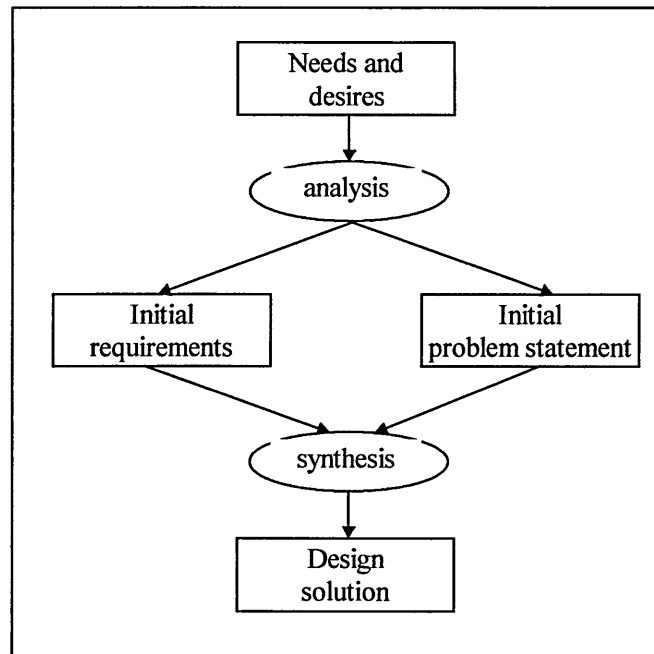 Needs and
desires
analysis
Initial
requirements
Initial
problem statement
synthesis
Design
solution